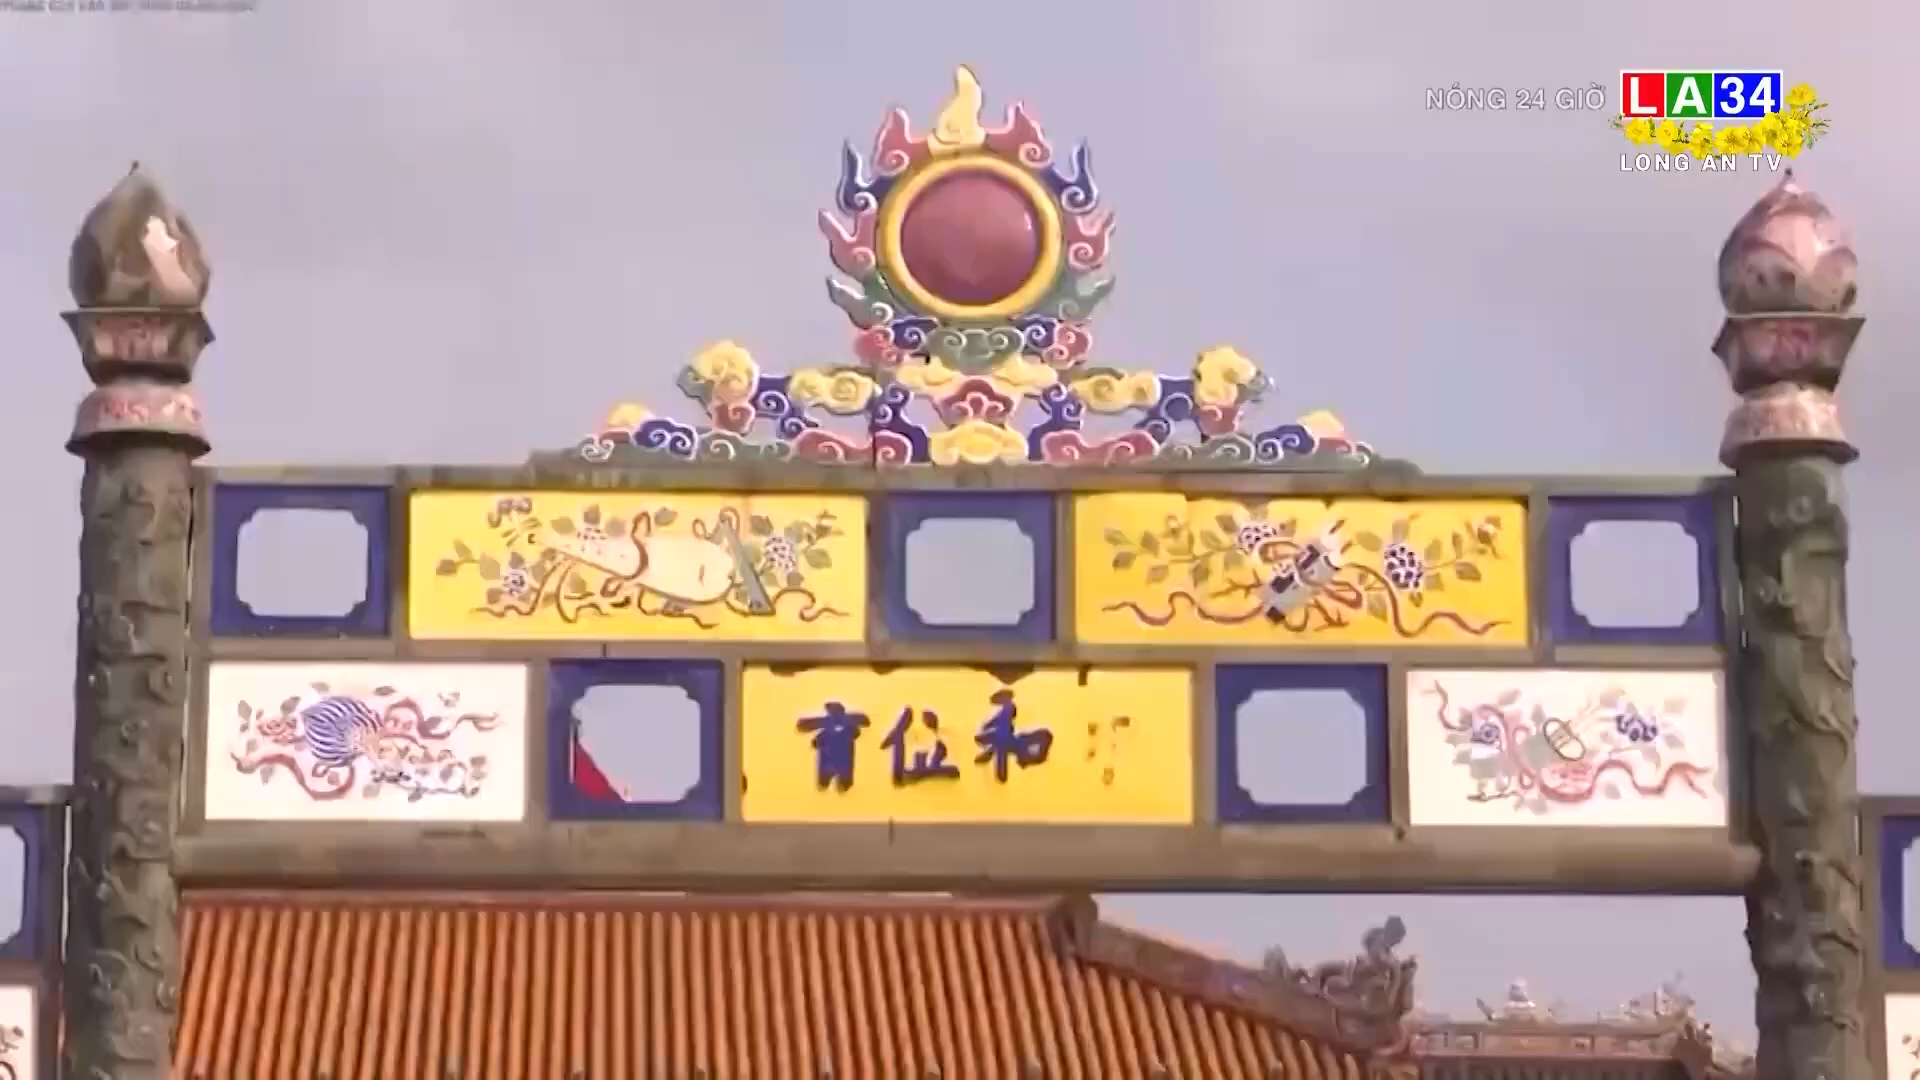 NÓNG 24 GIỜ
LA34
LONG AN TV
育位和